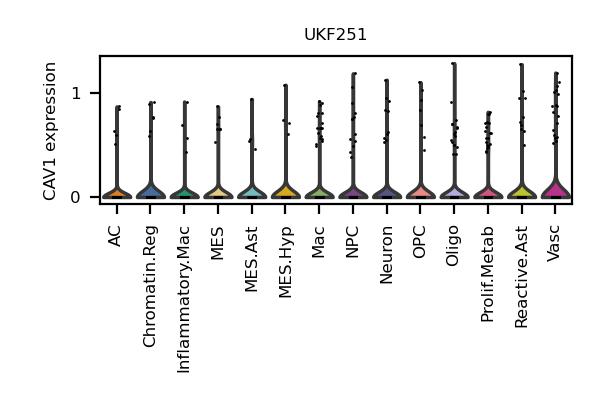 UKF251
CAV1 expression
1
0
AC
Chromatin.Reg
Inflammatory.Mac
MES
MES.Ast
MES.Hyp
Mac
NPC
Neuron
OPC
Oligo
Prolif.Metab
Reactive.Ast
Vasc